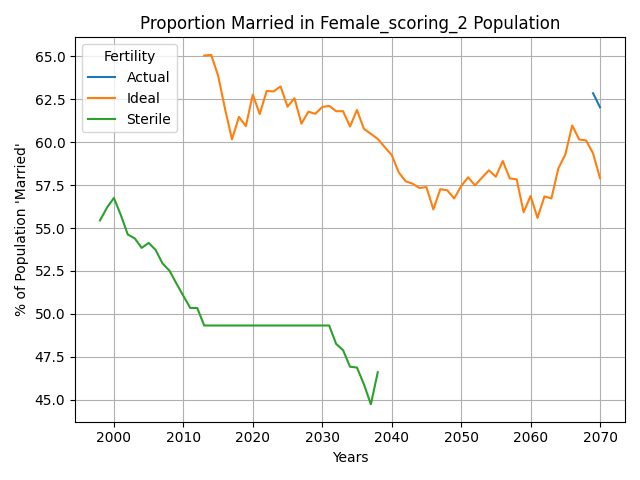 Proportion Married in Female_scoring_2 Population
Fertility
Actual
Ideal
Sterile
% of Population 'Married'
65.0
62.5
60.0
57.5
55.0
52.5
50.0
47.5
45.0
2000 2010 2020 2030 2040 2050 2060 2070
Years